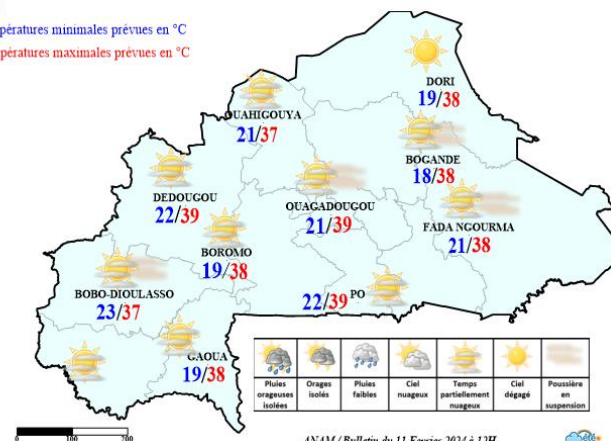 pératures minimales prévues en °C
pératures maximales prévues en °C
DORI
19/38
OUAHIGOUYA
21/37
BOGANDE
18/38
DEDOUGOU
22/39
OUAGADOUGOU
21/39
FADA NGOURMA
21/38
BOROMO
19/38
BOBO-DIOULASSO
23/37
22/39 PO
GAOUA
19/38
Pluies orageuses isolées
Orages isolés
Pluies faibles
Ciel nuageux
Temps partiellement nuageux
Ciel dégagé
Poussière en suspension
0 100 200
ANAM / Bulletin du 11 Fevrier 2024 à 12H